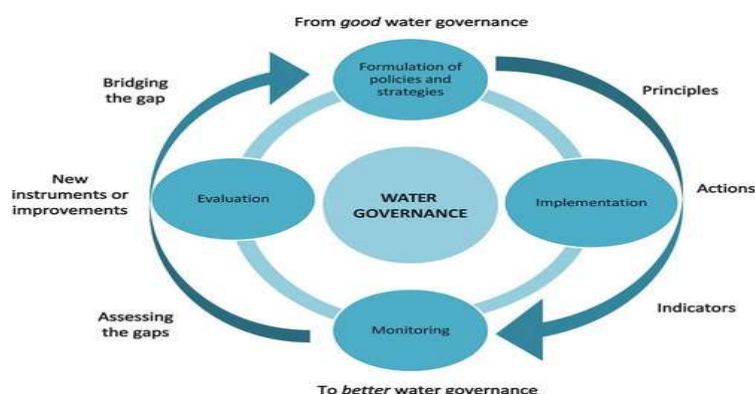 From good water governance
Formulation of
policies and
strategies
Bridging
the gap
Principles
New
instruments or
improvements
Evaluation
WATER
GOVERNANCE
Implementation
Actions
Assessing
the gaps
Monitoring
Indicators
To better water governance